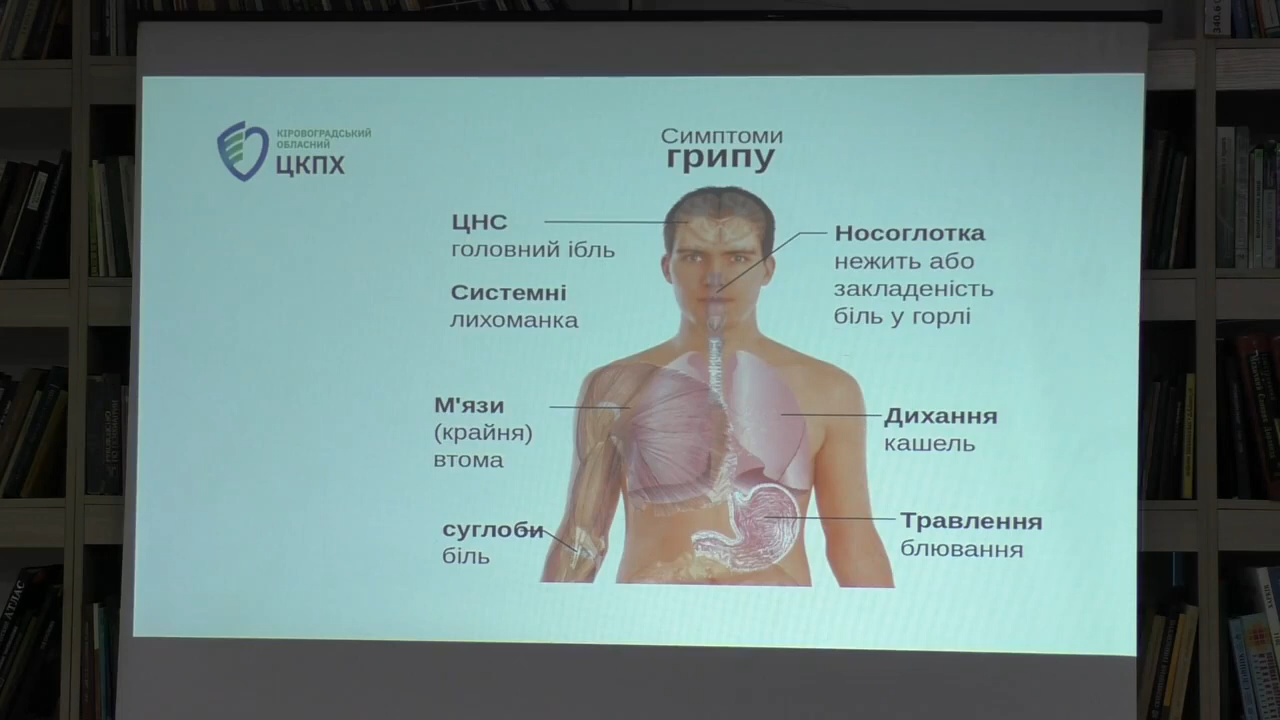 КІРОВОГРАДСЬКИЙ
ОБЛАСНИЙ
ЦКПХ
Симптоми
грипу
ЦНС
головний ібль
Системні
лихоманка
М'язи
(крайня)
втома
суглоби
біль
Носоглотка
нежить або
закладеність
біль у горлі
Дихання
кашель
Травлення
блювання
АТЛАС